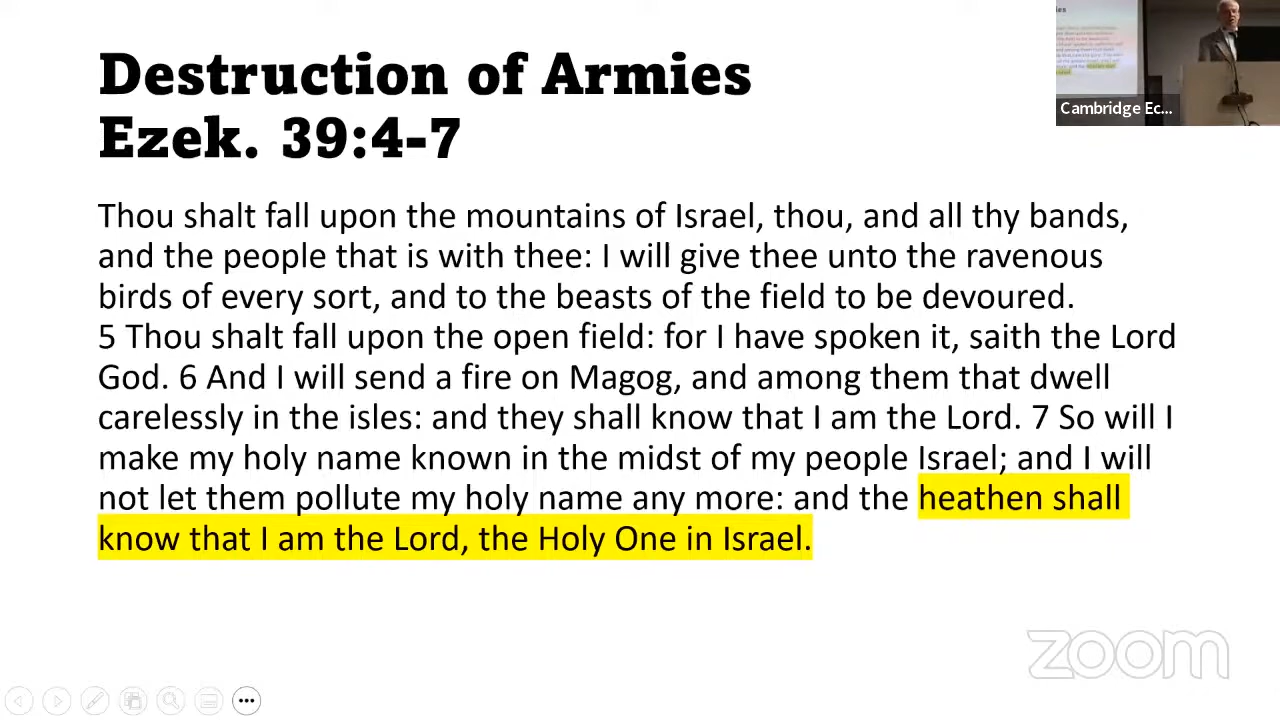 Destruction of Armies
Ezek. 39:4-7
Thou shalt fall upon the mountains of Israel, thou, and all thy bands,
and the people that is with thee: I will give thee unto the ravenous
birds of every sort, and to the beasts of the field to be devoured.
5 Thou shalt fall upon the open field: for I have spoken it, saith the Lord
God. 6 And I will send a fire on Magog, and among them that dwell
carelessly in the isles: and they shall know that I am the Lord. 7 So will I
make my holy name known in the midst of my people Israel; and I will
not let them pollute my holy name any more: and the heathen shall
know that I am the Lord, the Holy One in Israel.
Cambridge Ec...
zoom